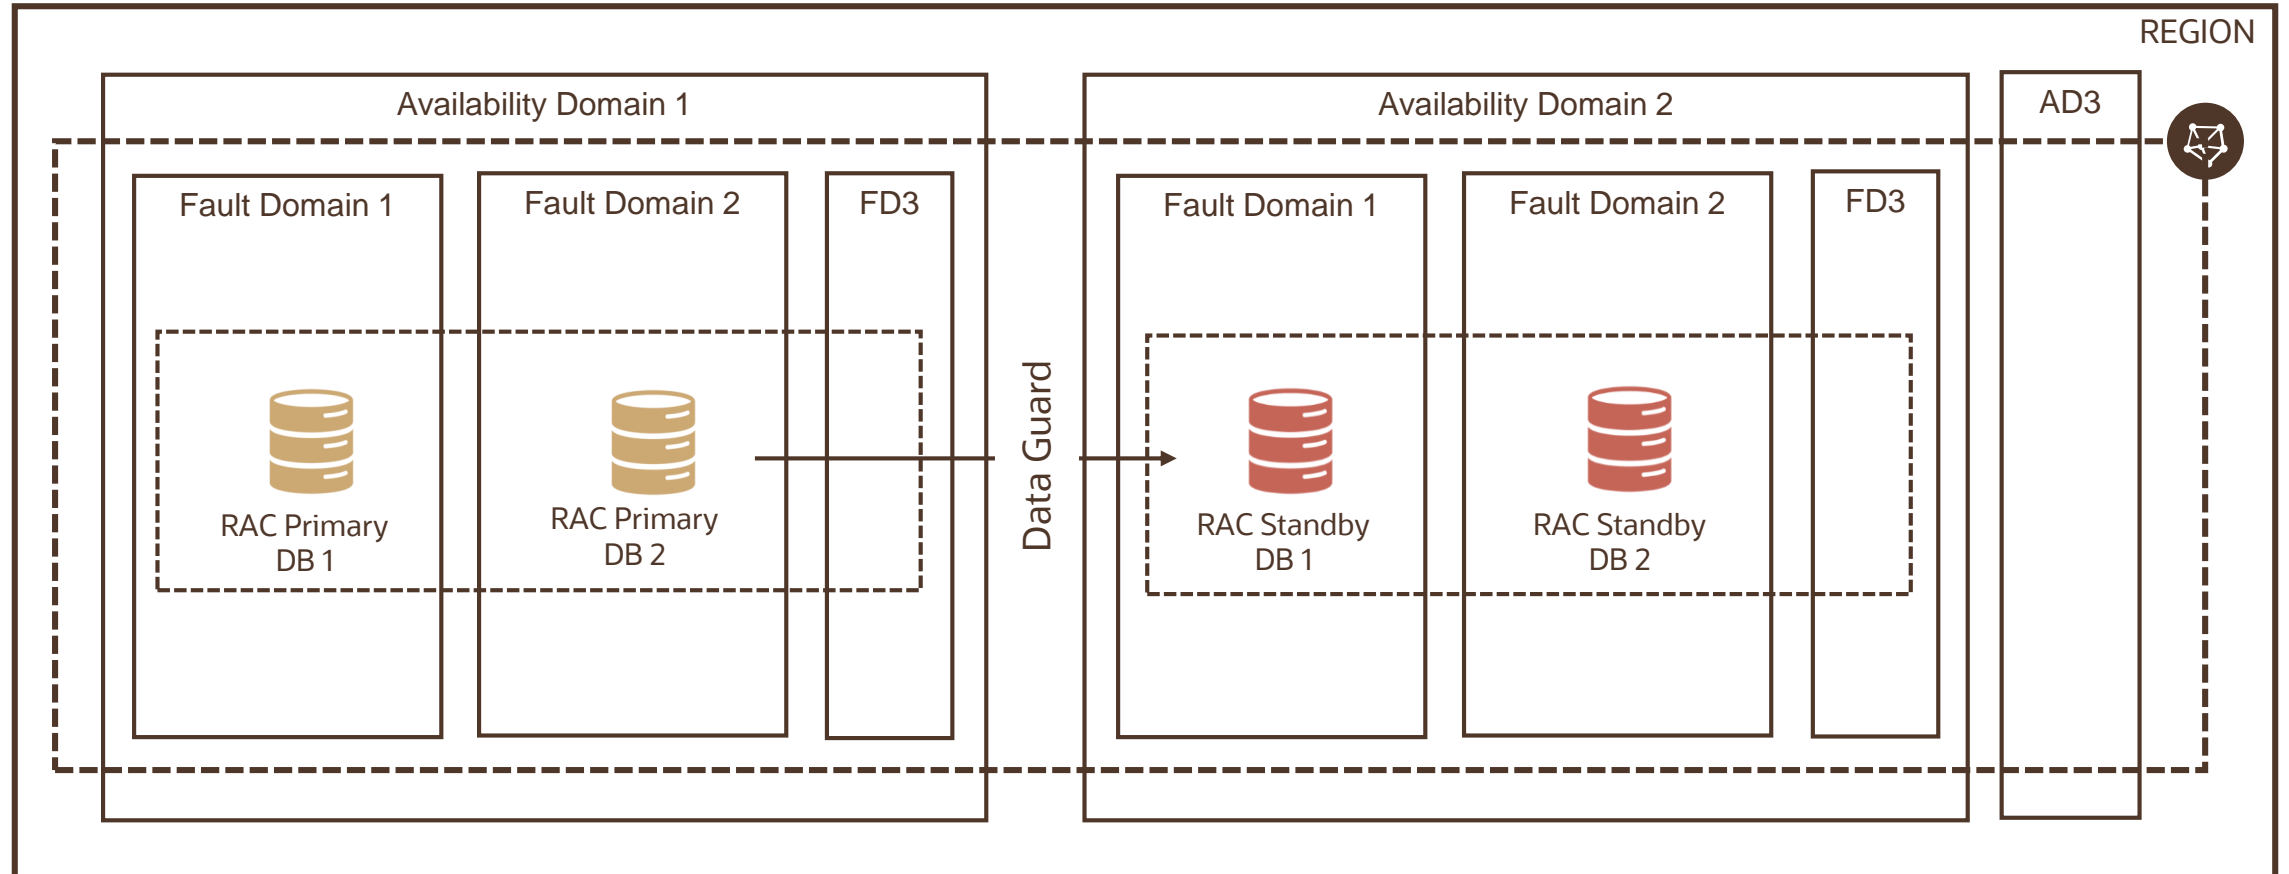 REGION
Availability Domain 1
Availability Domain 2
AD3
Fault Domain 1
Fault Domain 2
FD3
Fault Domain 1
Fault Domain 2
FD3
RAC Primary
DB 1
RAC Primary
DB 2
Data Guard
RAC Standby
DB 1
RAC Standby
DB 2